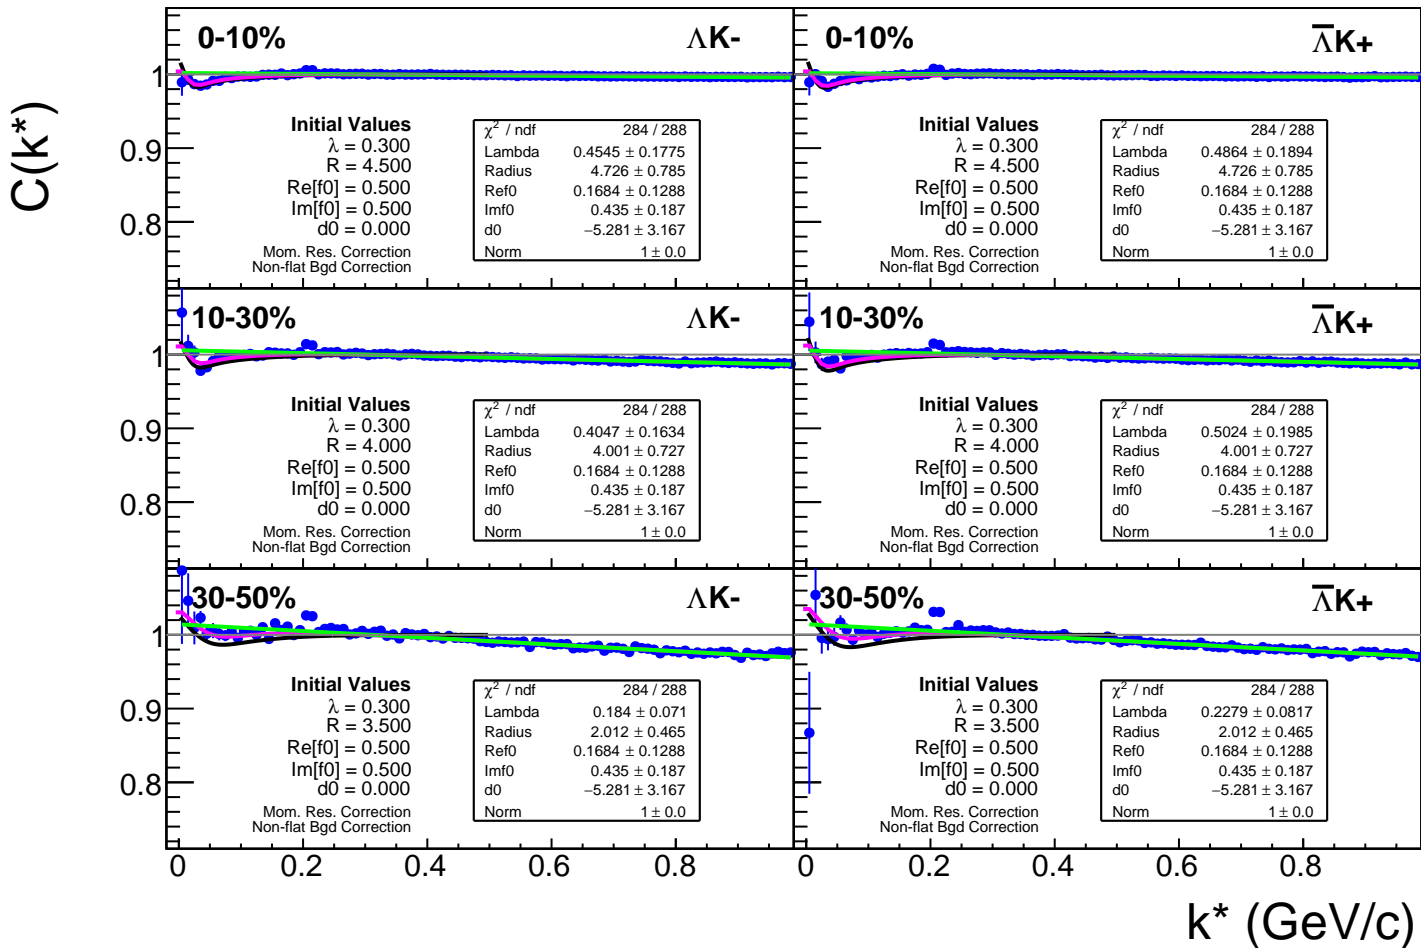 C(k*)
0-10%
ΛK-
1
0.9
0.8
Initial Values
λ = 0.300
R = 4.500
Re[f0] = 0.500
Im[f0] = 0.500
d0 = 0.000
Mom. Res. Correction
Non-flat Bgd Correction
χ² / ndf 284 / 288
Lambda 0.4545 ± 0.1775
Radius 4.726 ± 0.785
Ref0 0.1684 ± 0.1288
Imf0 0.435 ± 0.187
d0 −5.281 ± 3.167
Norm 1 ± 0.0
0-10%
Λ̅K+
Initial Values
λ = 0.300
R = 4.500
Re[f0] = 0.500
Im[f0] = 0.500
d0 = 0.000
Mom. Res. Correction
Non-flat Bgd Correction
χ² / ndf 284 / 288
Lambda 0.4864 ± 0.1894
Radius 4.726 ± 0.785
Ref0 0.1684 ± 0.1288
Imf0 0.435 ± 0.187
d0 −5.281 ± 3.167
Norm 1 ± 0.0
10-30%
ΛK-
1
0.9
0.8
Initial Values
λ = 0.300
R = 4.000
Re[f0] = 0.500
Im[f0] = 0.500
d0 = 0.000
Mom. Res. Correction
Non-flat Bgd Correction
χ² / ndf 284 / 288
Lambda 0.4047 ± 0.1634
Radius 4.001 ± 0.727
Ref0 0.1684 ± 0.1288
Imf0 0.435 ± 0.187
d0 −5.281 ± 3.167
Norm 1 ± 0.0
10-30%
Λ̅K+
Initial Values
λ = 0.300
R = 4.000
Re[f0] = 0.500
Im[f0] = 0.500
d0 = 0.000
Mom. Res. Correction
Non-flat Bgd Correction
χ² / ndf 284 / 288
Lambda 0.5024 ± 0.1985
Radius 4.001 ± 0.727
Ref0 0.1684 ± 0.1288
Imf0 0.435 ± 0.187
d0 −5.281 ± 3.167
Norm 1 ± 0.0
30-50%
ΛK-
1
0.9
0.8
Initial Values
λ = 0.300
R = 3.500
Re[f0] = 0.500
Im[f0] = 0.500
d0 = 0.000
Mom. Res. Correction
Non-flat Bgd Correction
χ² / ndf 284 / 288
Lambda 0.184 ± 0.071
Radius 2.012 ± 0.465
Ref0 0.1684 ± 0.1288
Imf0 0.435 ± 0.187
d0 −5.281 ± 3.167
Norm 1 ± 0.0
30-50%
Λ̅K+
Initial Values
λ = 0.300
R = 3.500
Re[f0] = 0.500
Im[f0] = 0.500
d0 = 0.000
Mom. Res. Correction
Non-flat Bgd Correction
χ² / ndf 284 / 288
Lambda 0.2279 ± 0.0817
Radius 2.012 ± 0.465
Ref0 0.1684 ± 0.1288
Imf0 0.435 ± 0.187
d0 −5.281 ± 3.167
Norm 1 ± 0.0
0 0.2 0.4 0.6 0.8 0 0.2 0.4 0.6 0.8
k* (GeV/c)